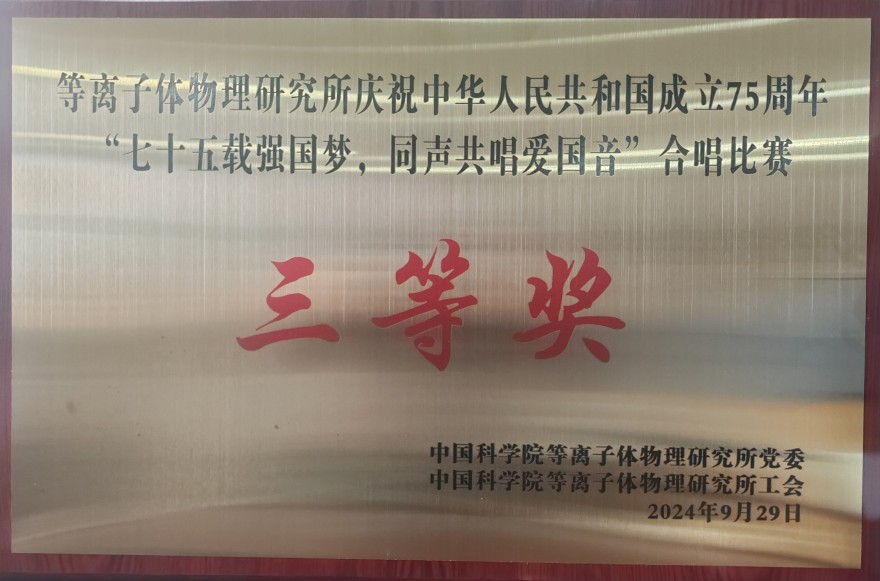 等离子体物理研究所庆祝中华人民共和国成立75周年
“七十五载强国梦，同声共唱爱国音”合唱比赛
三等奖
中国科学院等离子体物理研究所党委
中国科学院等离子体物理研究所工会
2024年9月29日